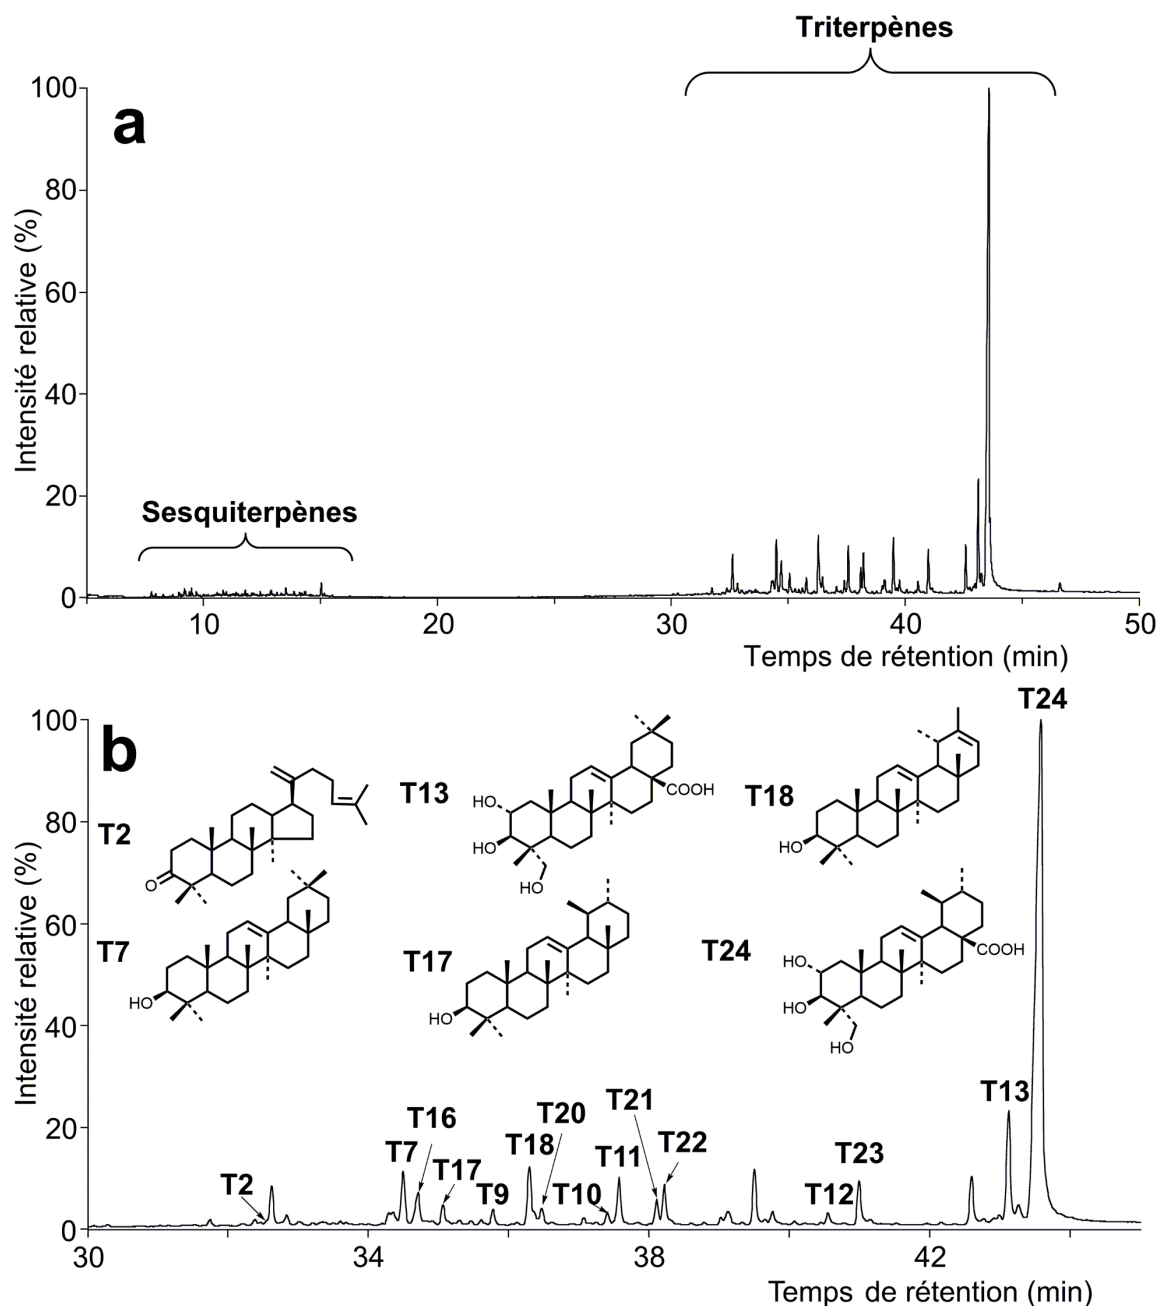 Triterpènes
100
a
80
60
40
20
0
Intensité relative (%)
Sesquiterpènes
10
20
30
40
50
Temps de rétention (min)
T24
100
b
80
60
40
20
0
Intensité relative (%)
T2
O
T13
HO
HO
COOH
HO
T18
HO
T7
HO
T17
HO
T24
HO
HO
COOH
HO
T2
T7
T16
T17
T9
T18
T20
T10
T11
T21
T22
T12
T23
T13
30
34
38
42
Temps de rétention (min)